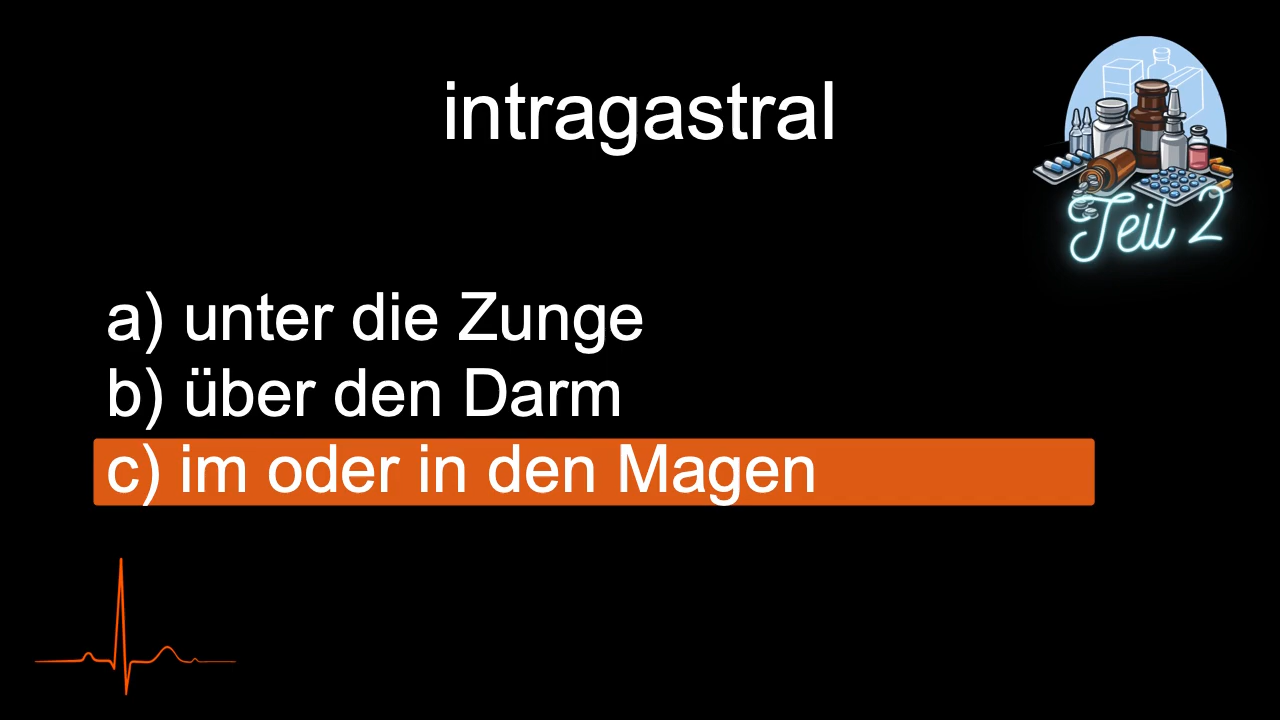 intragastral
Teil 2
a) unter die Zunge
b) über den Darm
c) im oder in den Magen